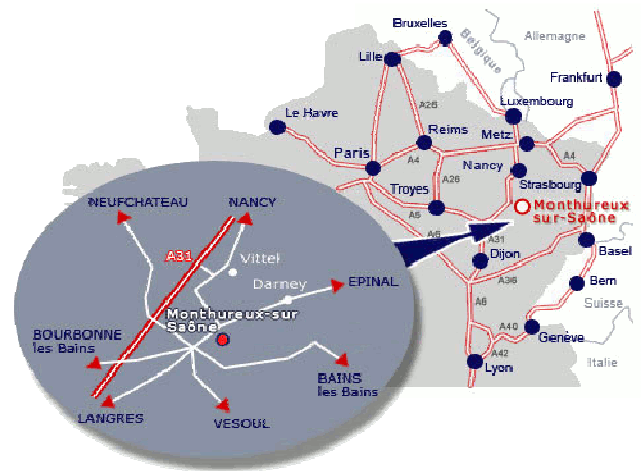 Bruxelles
Belgique
Allemagne
Lille
Frankfurt
Luxembourg
A26
Le Havre
Reims
Metz
Paris
A4
Nancy
A4
A26
Strasbourg
Troyes
A5
Monthureux
sur-Saône
A6
A31
Dijon
Basel
A36
Bern
A6
Suisse
A40
Genève
A42
Italie
Lyon
NEUFCHATEAU
NANCY
A31
Vittel
Darney
EPINAL
Monthureux-sur
Saône
BOURBONNE
les Bains
BAINS
les Bains
LANGRES
VESOUL